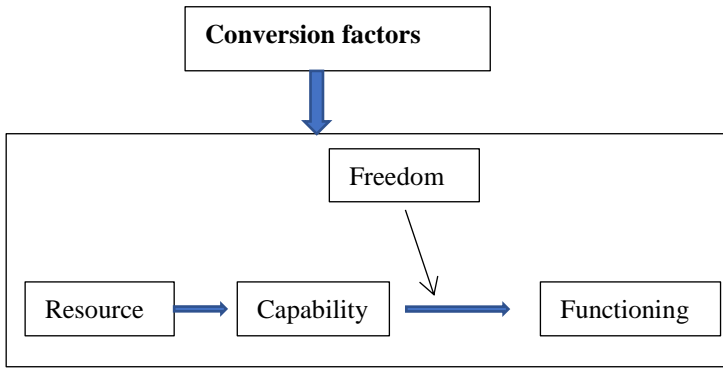 Conversion factors
Freedom
Resource
Capability
Functioning